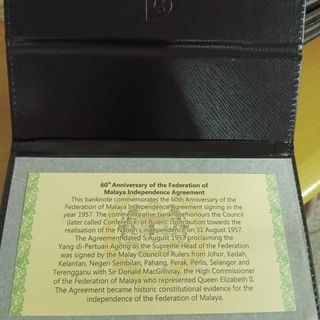 60th Anniversary of the Federation of
Malaya Independence Agreement
This banknote commemorates the 60th Anniversary of the
Federation of Malaya Independence Agreement signing in the
year 1957. The commemorative banknote honours the Council
(later called Conference) of Rulers' contribution towards the
realisation of the Nation's independence on 31 August 1957.
The Agreement dated 5 August 1957 proclaiming the
Yang di-Pertuan Agong as the Supreme Head of the Federation
was signed by the Malay Council of Rulers from Johor, Kedah,
Kelantan, Negeri Sembilan, Pahang, Perak, Perlis, Selangor and
Terengganu with Sir Donald MacGillivray, the High Commissioner
of the Federation of Malaya who represented Queen Elizabeth II.
The Agreement became historic constitutional evidence for the
independence of the Federation of Malaya.